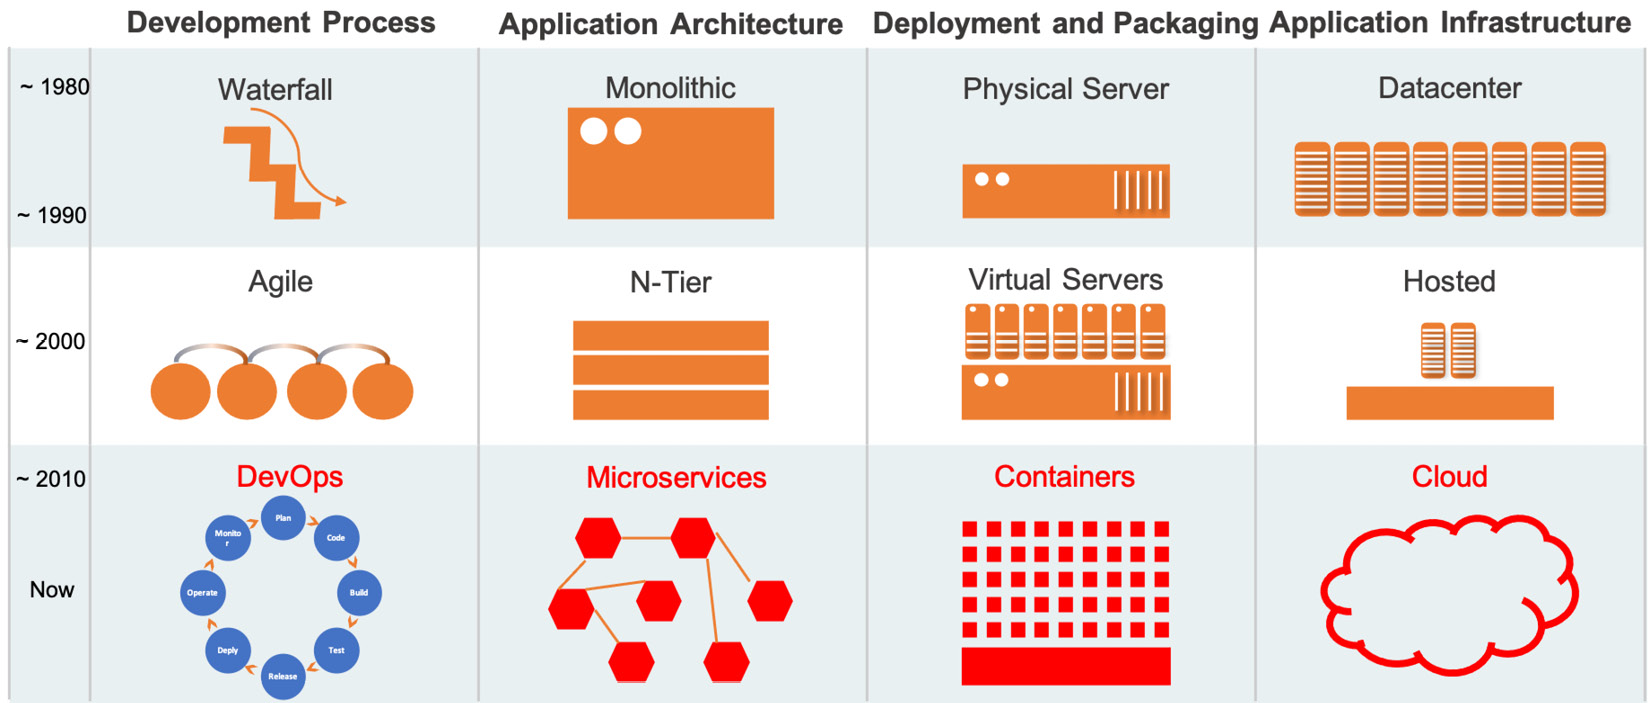 Development Process
Application Architecture
Deployment and Packaging
Application Infrastructure
~ 1980
Waterfall
Monolithic
Physical Server
Datacenter
~ 1990
Agile
N-Tier
Virtual Servers
Hosted
~ 2000
~ 2010
DevOps
Microservices
Containers
Cloud
Plan
Monito
r
Code
Now
Operate
Build
Deply
Test
Release